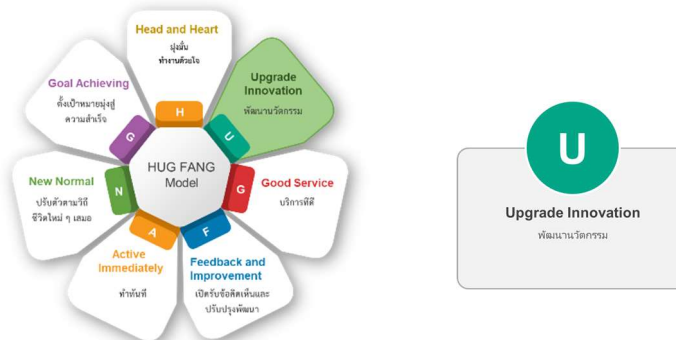 Head and Heart
มุ่งมั่น
ทำงานด้วยใจ
H
Upgrade
Innovation
พัฒนานวัตกรรม
U
Good Service
บริการที่ดี
G
Feedback and
Improvement
เปิดรับข้อคิดเห็นและ
ปรับปรุงพัฒนา
F
Active
Immediately
ทำทันที
A
New Normal
ปรับตัวตามวิถี
ชีวิตใหม่ ๆ เสมอ
N
Goal Achieving
ตั้งเป้าหมายมุ่งสู่
ความสำเร็จ
G
HUG FANG
Model
U
Upgrade Innovation
พัฒนานวัตกรรม